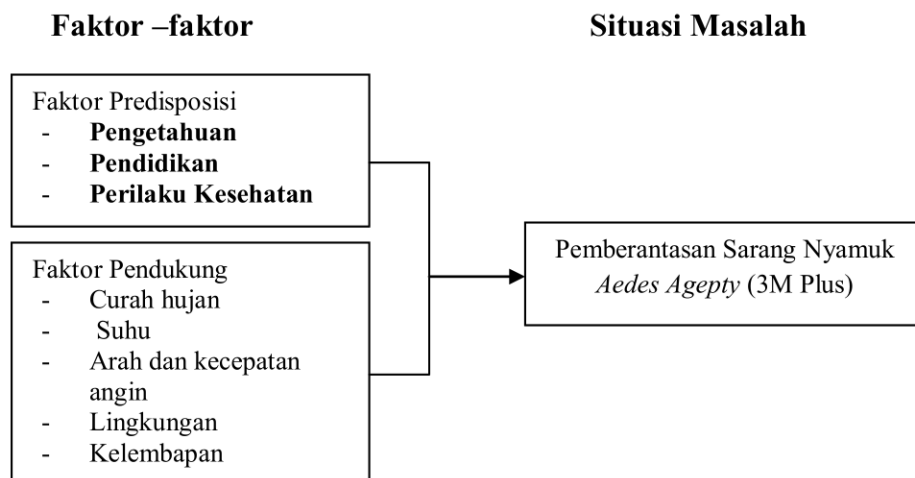 Faktor –faktor
Situasi Masalah
Faktor Predisposisi
- Pengetahuan
- Pendidikan
- Perilaku Kesehatan
Faktor Pendukung
- Curah hujan
- Suhu
- Arah dan kecepatan
angin
- Lingkungan
- Kelembapan
Pemberantasan Sarang Nyamuk
Aedes Agepty (3M Plus)